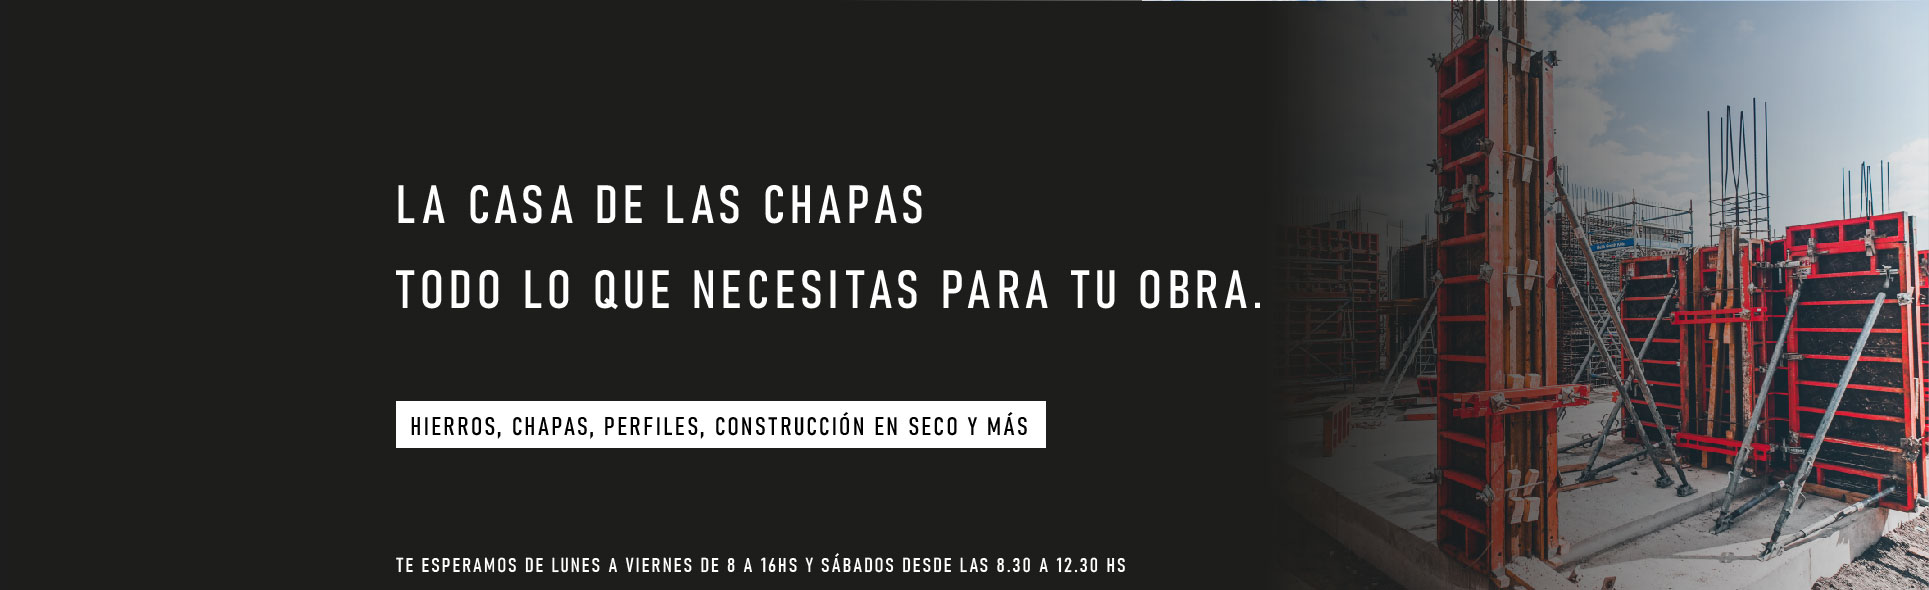 LA CASA DE LAS CHAPAS
TODO LO QUE NECESITAS PARA TU OBRA.
HIERROS, CHAPAS, PERFILES, CONSTRUCCIÓN EN SECO Y MÁS
TE ESPERAMOS DE LUNES A VIERNES DE 8 A 16HS Y SÁBADOS DESDE LAS 8.30 A 12.30 HS